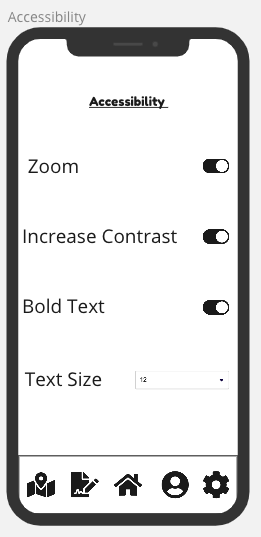 Accessibility
Accessibility
Zoom
Increase Contrast
Bold Text
Text Size
12